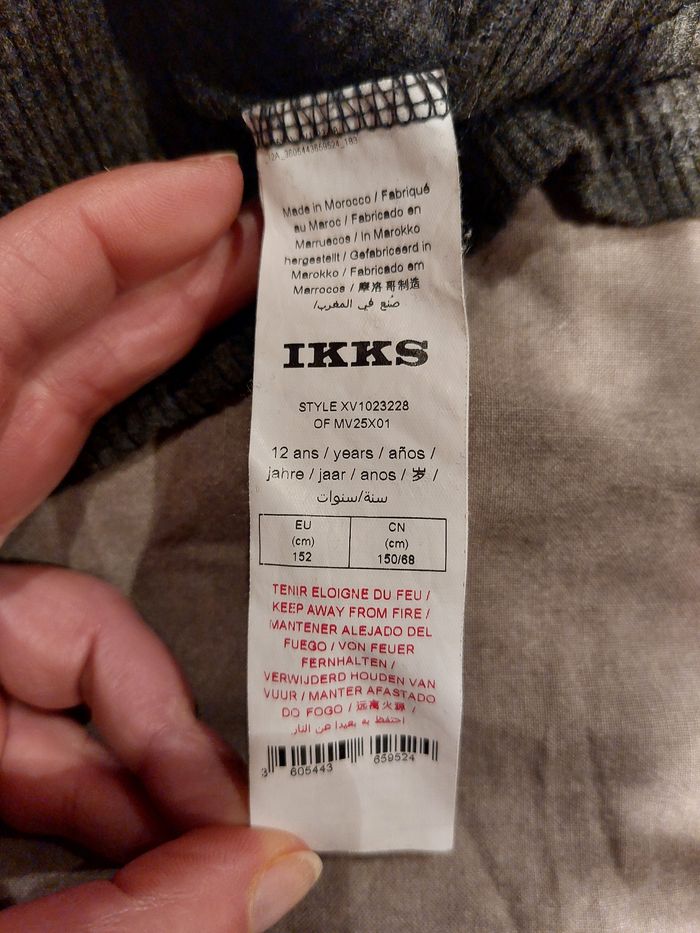 12A_3605443659524_183
Made in Morocco / Fabriqué
au Maroc / Fabricado en
Marruecos / In Marokko
hergestellt / Gefabriceerd in
Marokko / Fabricado em
Marrocos / 摩洛哥制造
/صُنع في المغرب
IKKS
STYLE XV1023228
OF MV25X01
12 ans / years / años /
jahre / jaar / anos / 岁 /
سنة/سنوات
EU CN
(cm) (cm)
152 150/68
TENIR ELOIGNE DU FEU /
KEEP AWAY FROM FIRE /
MANTENER ALEJADO DEL
FUEGO / VON FEUER
FERNHALTEN /
VERWIJDERD HOUDEN VAN
VUUR / MANTER AFASTADO
DO FOGO / 远离火源 /
احتفظ به بعيدا عن النار
3 605443 659524